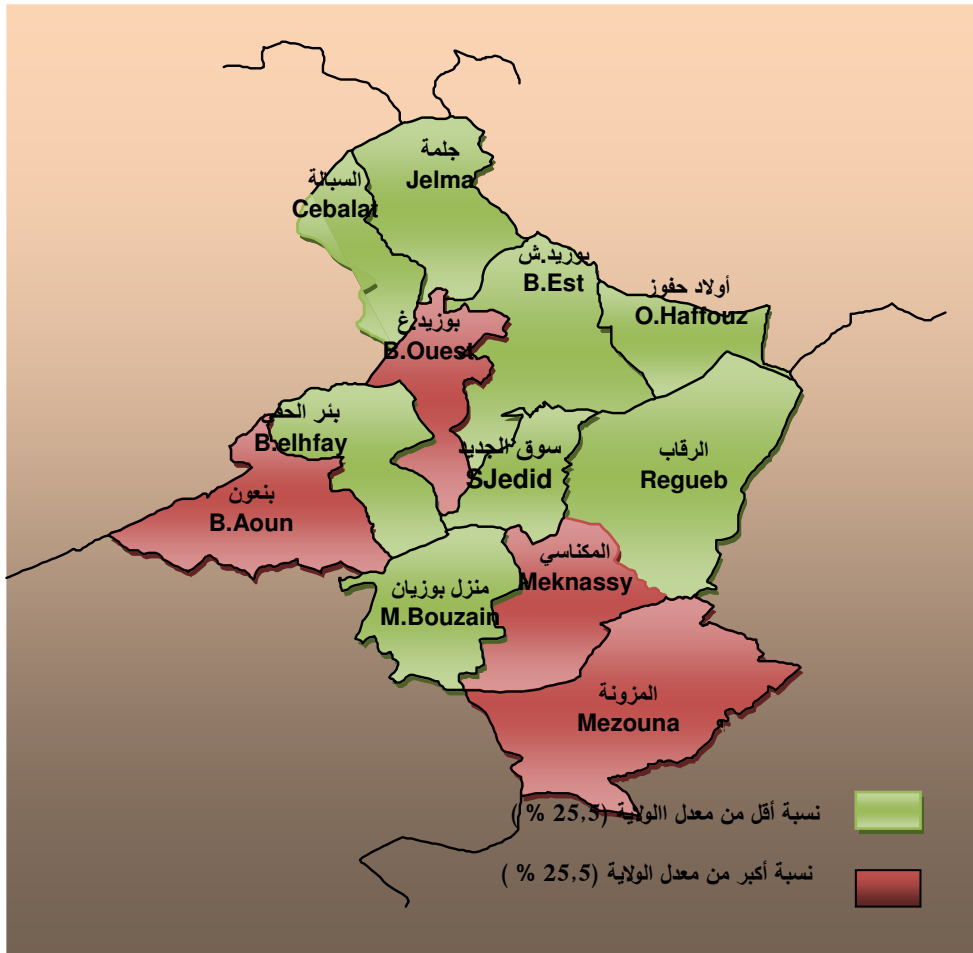 جلمة
Jelma
السبالة
Cebalat
بوريد.ش
B.Est
أولاد حفوز
O.Haffouz
بوزيد.غ
B.Ouest
بئر الحفي
B.elhfay
سوق الجديد
SJedid
الرقاب
Regueb
بنعون
B.Aoun
المكناسي
Meknassy
منزل بوزيان
M.Bouzain
المزونة
Mezouna
نسبة أقل من معدل االولاية (25,5 % )
نسبة أكبر من معدل الولاية (25,5 % )